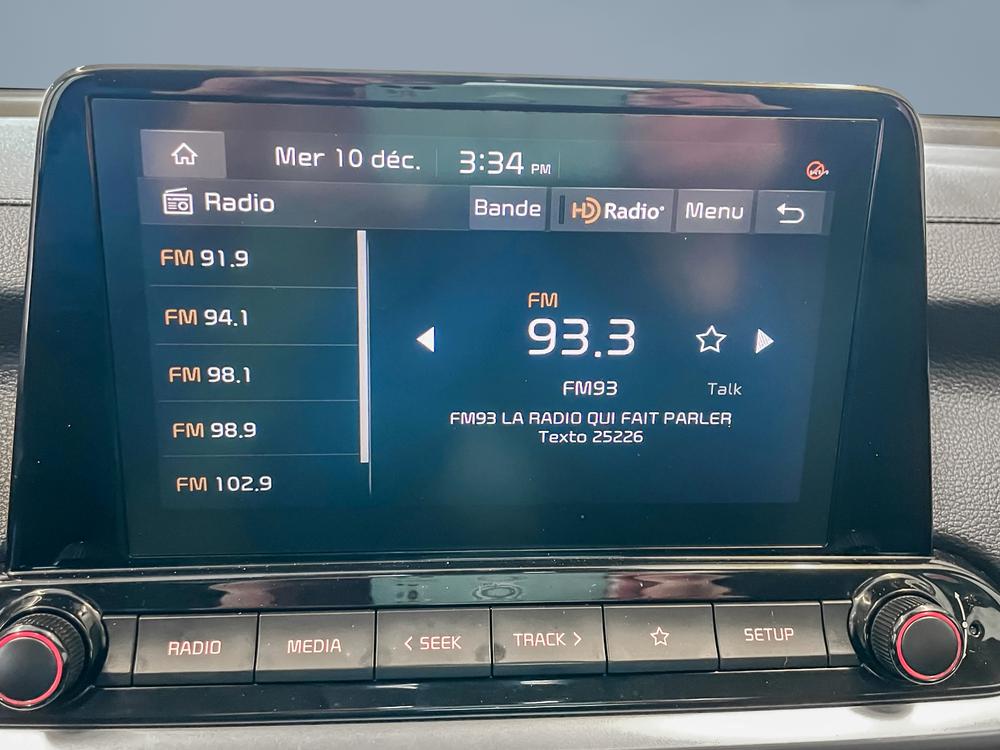 Mer 10 déc. 3:34 PM
Radio Bande HD Radio Menu
FM 91.9
FM 94.1
FM 98.1
FM 98.9
FM 102.9
FM
93.3
FM93 Talk
FM93 LA RADIO QUI FAIT PARLER
Texto 25226
RADIO MEDIA < SEEK TRACK > SETUP